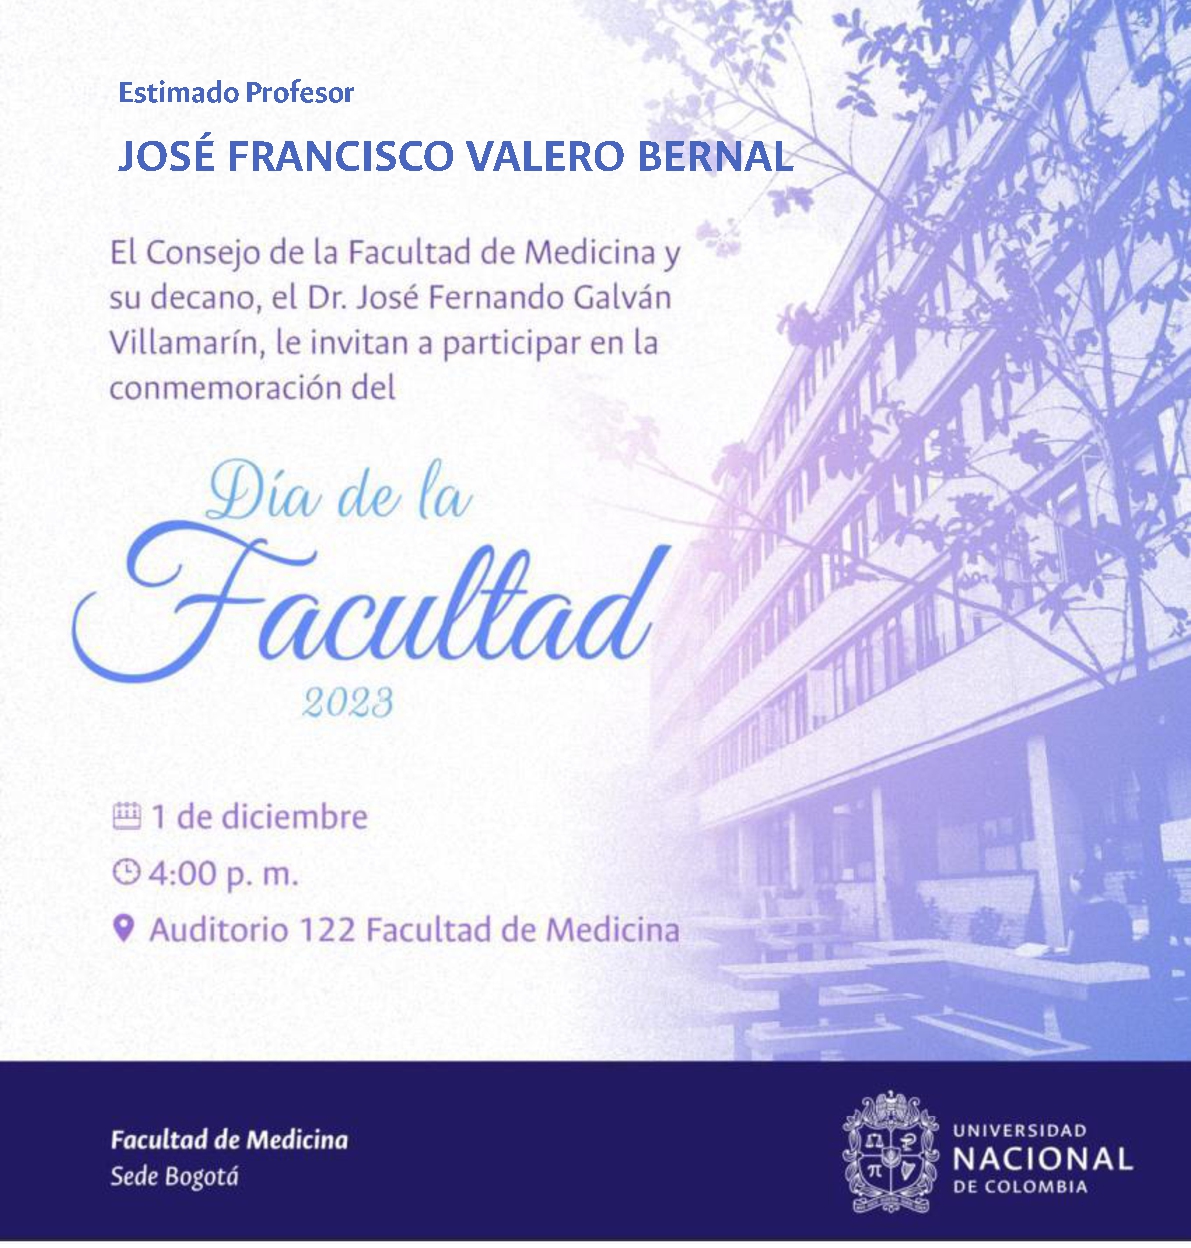 Estimado Profesor
JOSÉ FRANCISCO VALERO BERNAL
El Consejo de la Facultad de Medicina y
su decano, el Dr. José Fernando Galván
Villamarín, le invitan a participar en la
conmemoración del
Día de la
Facultad
2023
1 de diciembre
4:00 p. m.
Auditorio 122 Facultad de Medicina
Facultad de Medicina
Sede Bogotá
UNIVERSIDAD
NACIONAL
DE COLOMBIA